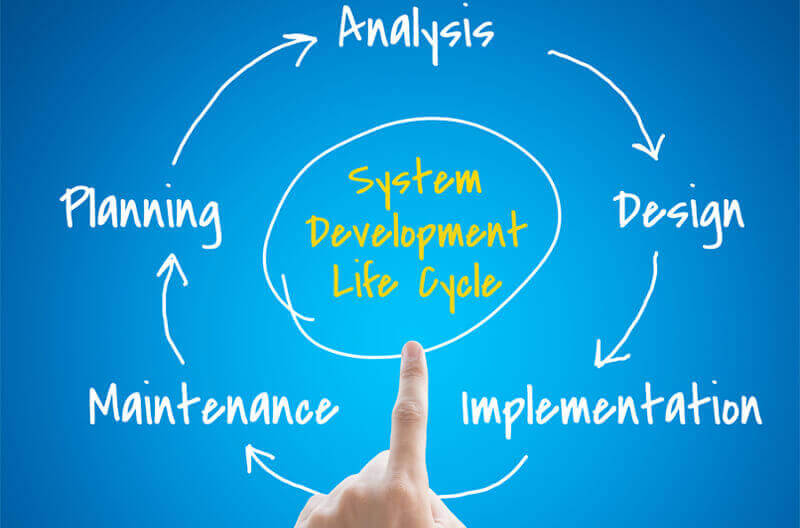 Analysis
Planning
System
Development
Life Cycle
Design
Maintenance
Implementation